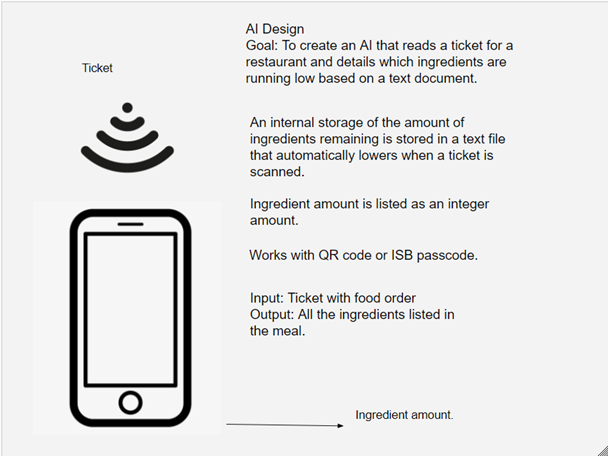 AI Design
Goal: To create an AI that reads a ticket for a
restaurant and details which ingredients are
running low based on a text document.
Ticket
An internal storage of the amount of
ingredients remaining is stored in a text file
that automatically lowers when a ticket is
scanned.
Ingredient amount is listed as an integer
amount.
Works with QR code or ISB passcode.
Input: Ticket with food order
Output: All the ingredients listed in
the meal.
Ingredient amount.